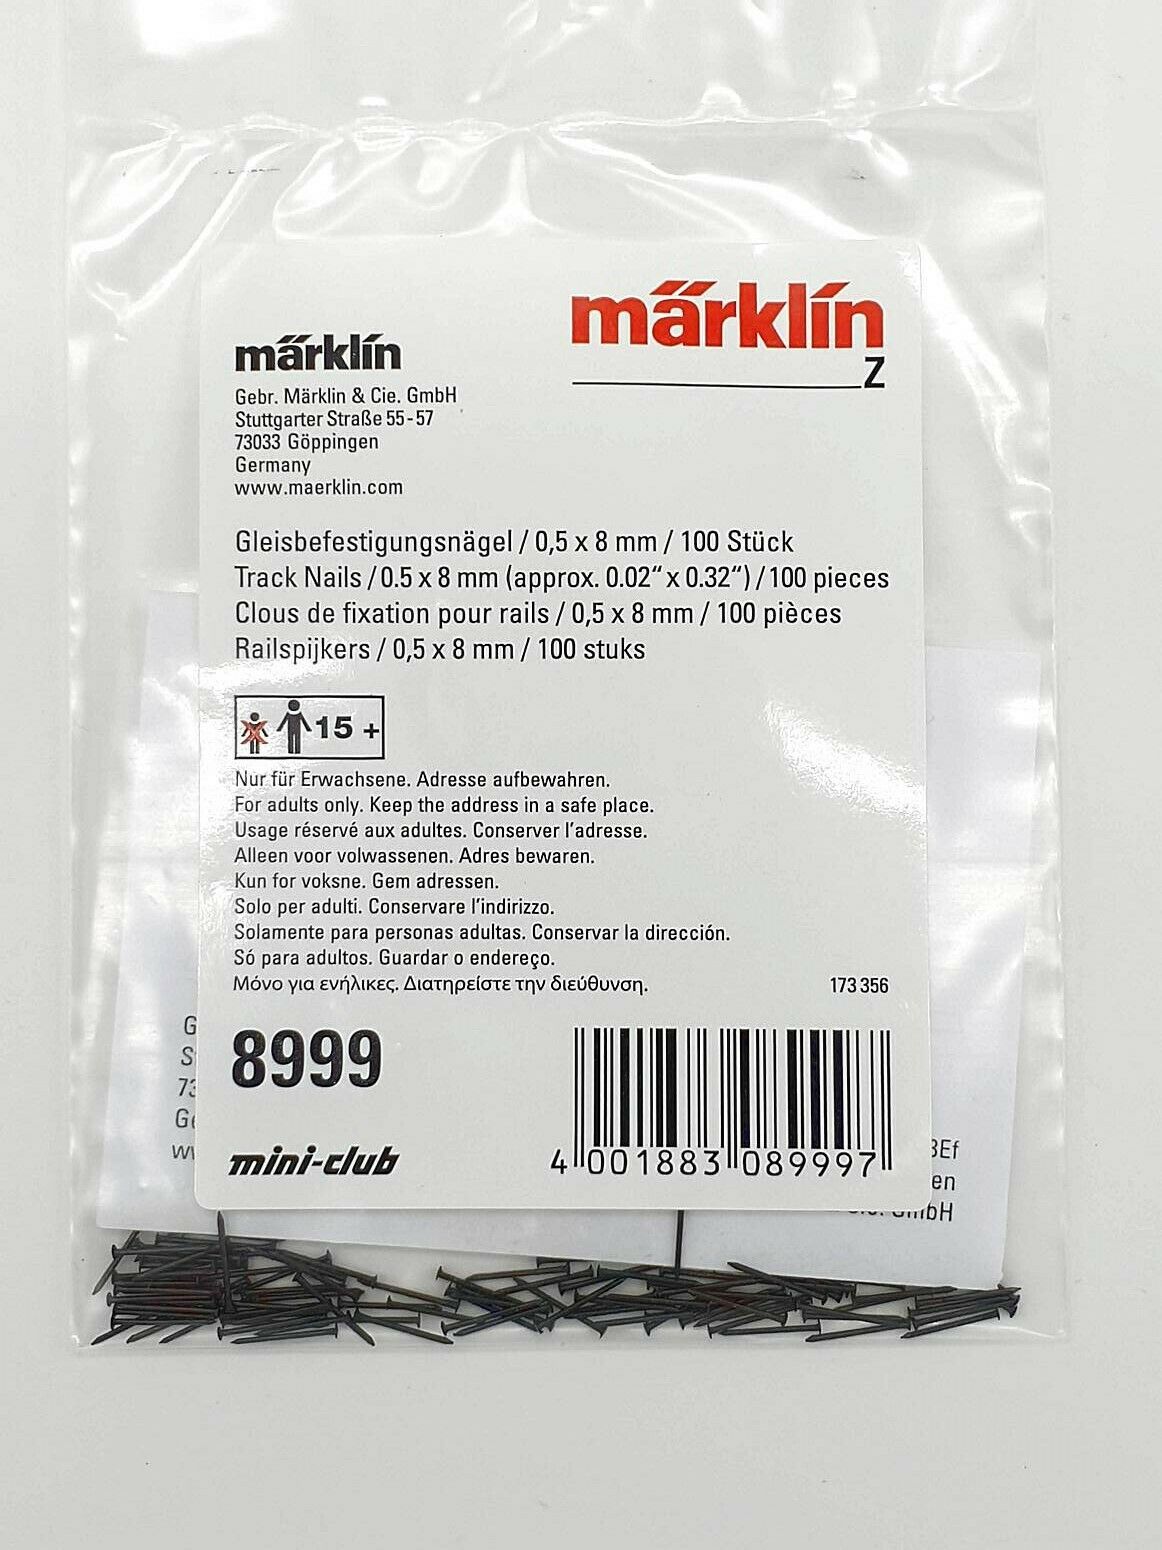 märklín
Z
märklín
Gebr. Märklin & Cie. GmbH
Stuttgarter Straße 55-57
73033 Göppingen
Germany
www.maerklin.com
Gleisbefestigungsnägel / 0,5 x 8 mm / 100 Stück
Track Nails / 0.5 x 8 mm (approx. 0.02“ x 0.32“) / 100 pieces
Clous de fixation pour rails / 0,5 x 8 mm / 100 pièces
Railspijkers / 0,5 x 8 mm / 100 stuks
15 +
Nur für Erwachsene. Adresse aufbewahren.
For adults only. Keep the address in a safe place.
Usage réservé aux adultes. Conserver l'adresse.
Alleen voor volwassenen. Adres bewaren.
Kun for voksne. Gem adressen.
Solo per adulti. Conservare l'indirizzo.
Solamente para personas adultas. Conservar la dirección.
Só para adultos. Guardar o endereço.
Μόνο για ενήλικες. Διατηρείστε την διεύθυνση.
173 356
8999
mini-club
4 001883 089997